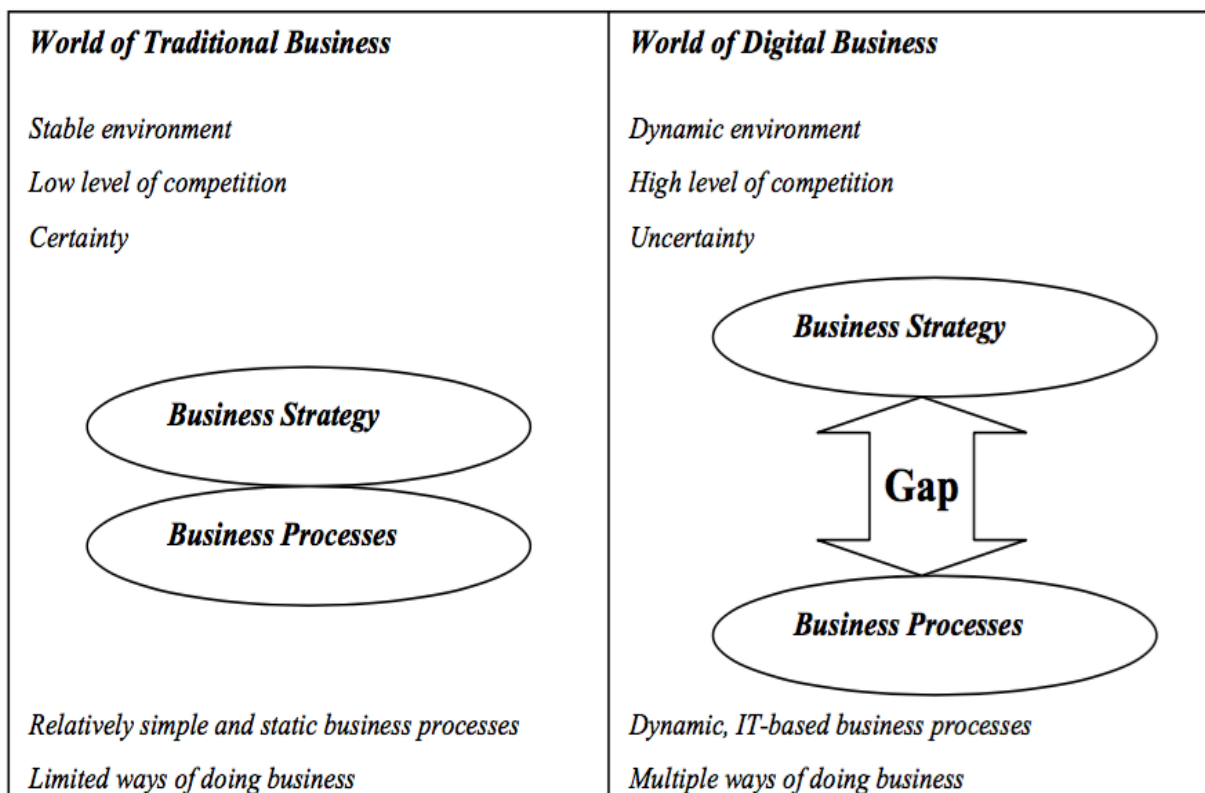 World of Traditional Business
Stable environment
Low level of competition
Certainty
Business Strategy
Business Processes
Relatively simple and static business processes
Limited ways of doing business
World of Digital Business
Dynamic environment
High level of competition
Uncertainty
Business Strategy
Gap
Business Processes
Dynamic, IT-based business processes
Multiple ways of doing business